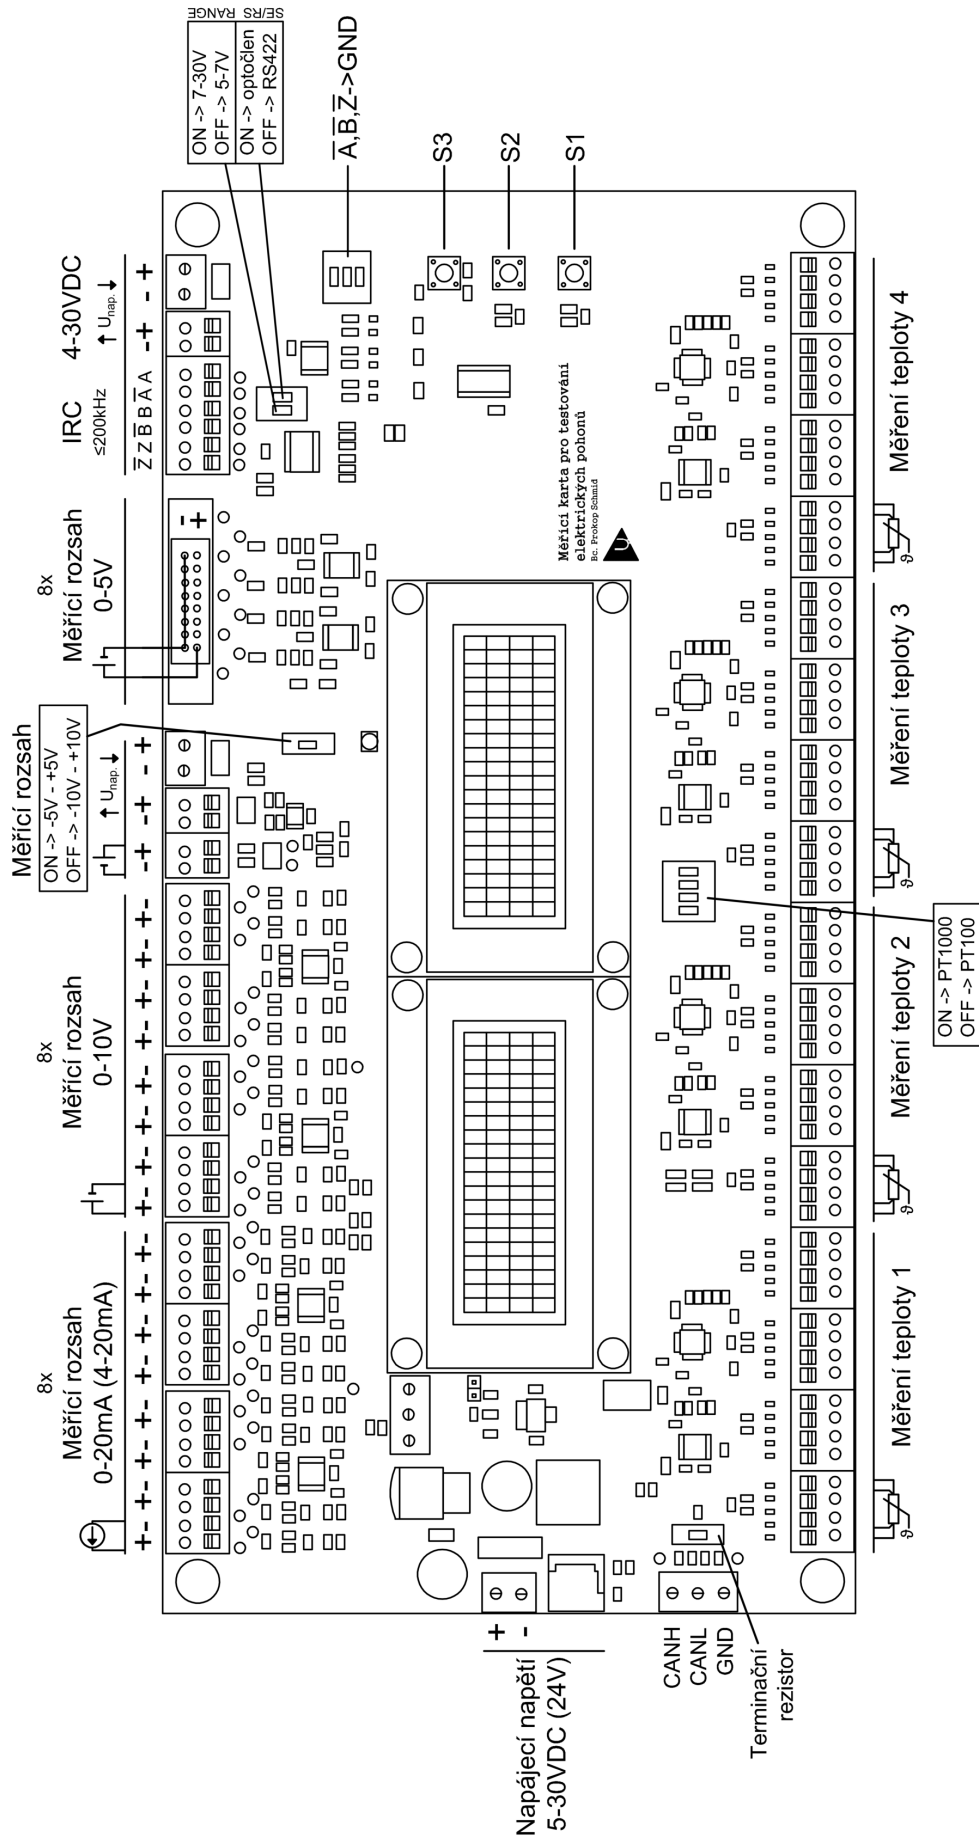 8x
Měřící rozsah
0-20mA (4-20mA)
+- +- +- +- +- +- +- +-
8x
Měřící rozsah
0-10V
+- +- +- +- +- +- +- +-
Měřící rozsah
ON -> -5V - +5V
OFF -> -10V - +10V
↑ Unap. ↓
-+ -+ - +
8x
Měřící rozsah
0-5V
-
+
IRC
≤200kHz
Z̅ Z B̅ B A̅ A
4-30VDC
↑ Unap. ↓
-+ - +
ON -> 7-30V
OFF -> 5-7V
RANGE
ON -> optočlen
OFF -> RS422
SE/RS
A̅,B̅,Z̅->GND
S3
S2
S1
Měřící karta pro testování
elektrických pohonů
Bc. Prokop Schmid
U
Napájecí napětí
5-30VDC (24V)
+
-
CANH
CANL
GND
Terminační
rezistor
ϑ
Měření teploty 1
ϑ
Měření teploty 2
ϑ
Měření teploty 3
ϑ
Měření teploty 4
ON -> PT1000
OFF -> PT100